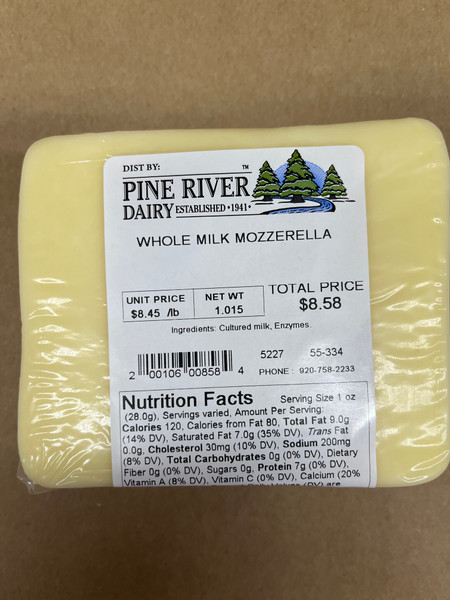 DIST BY:
™
PINE RIVER
DAIRY ESTABLISHED •1941•
WHOLE MILK MOZZERELLA
UNIT PRICE NET WT TOTAL PRICE
$8.45 /lb 1.015 $8.58
Ingredients: Cultured milk, Enzymes.
5227 55-334
2 00106 00858 4 PHONE: 920-758-2233
Nutrition Facts Serving Size 1 oz
(28.0g), Servings varied, Amount Per Serving:
Calories 120, Calories from Fat 80, Total Fat 9.0g
(14% DV), Saturated Fat 7.0g (35% DV), Trans Fat
0.0g, Cholesterol 30mg (10% DV), Sodium 200mg
(8% DV), Total Carbohydrates 0g (0% DV), Dietary
Fiber 0g (0% DV), Sugars 0g, Protein 7g (0% DV),
Vitamin A (8% DV), Vitamin C (0% DV), Calcium (20%